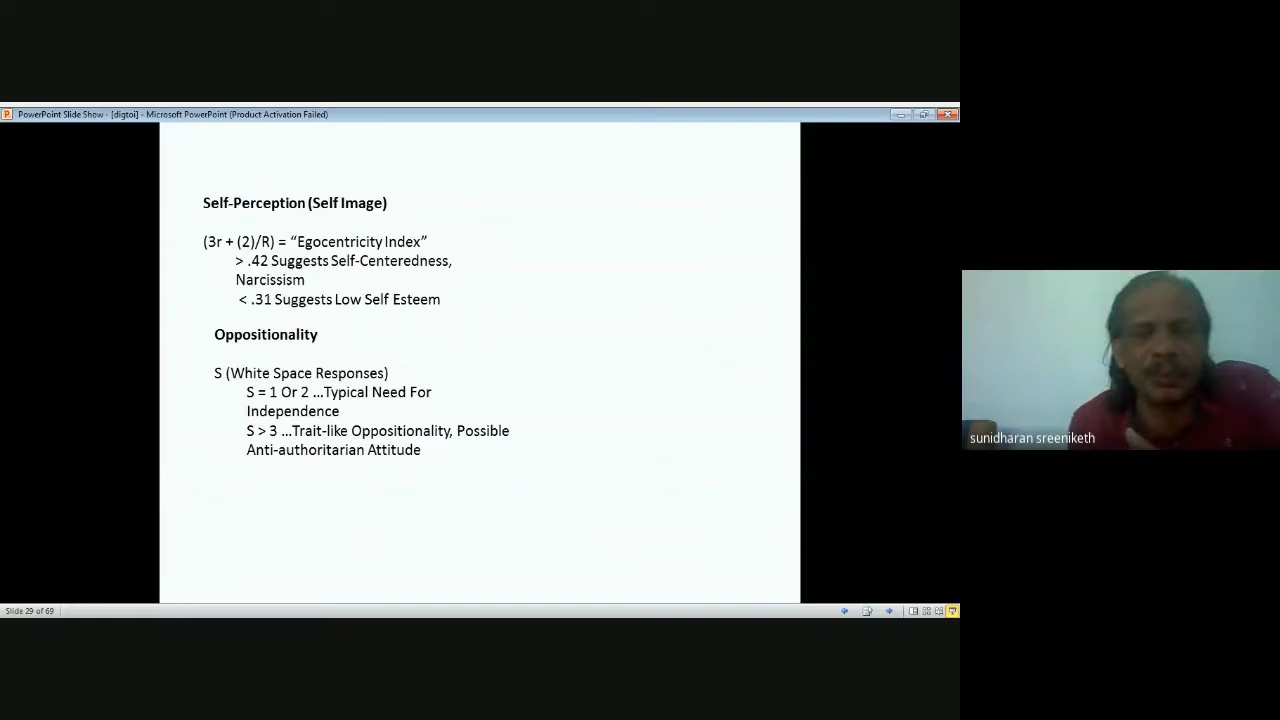 PowerPoint Slide Show - [digtoi] - Microsoft PowerPoint (Product Activation Failed)
Self-Perception (Self Image)
(3r + (2)/R) = “Egocentricity Index”
> .42 Suggests Self-Centeredness,
Narcissism
< .31 Suggests Low Self Esteem
Oppositionality
S (White Space Responses)
S = 1 Or 2 ...Typical Need For
Independence
S > 3 ...Trait-like Oppositionality, Possible
Anti-authoritarian Attitude
sunidharan sreeniketh
Slide 29 of 69